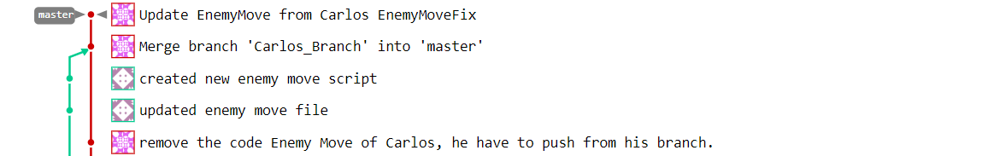 master
Update EnemyMove from Carlos EnemyMoveFix
Merge branch 'Carlos_Branch' into 'master'
created new enemy move script
updated enemy move file
remove the code Enemy Move of Carlos, he have to push from his branch.